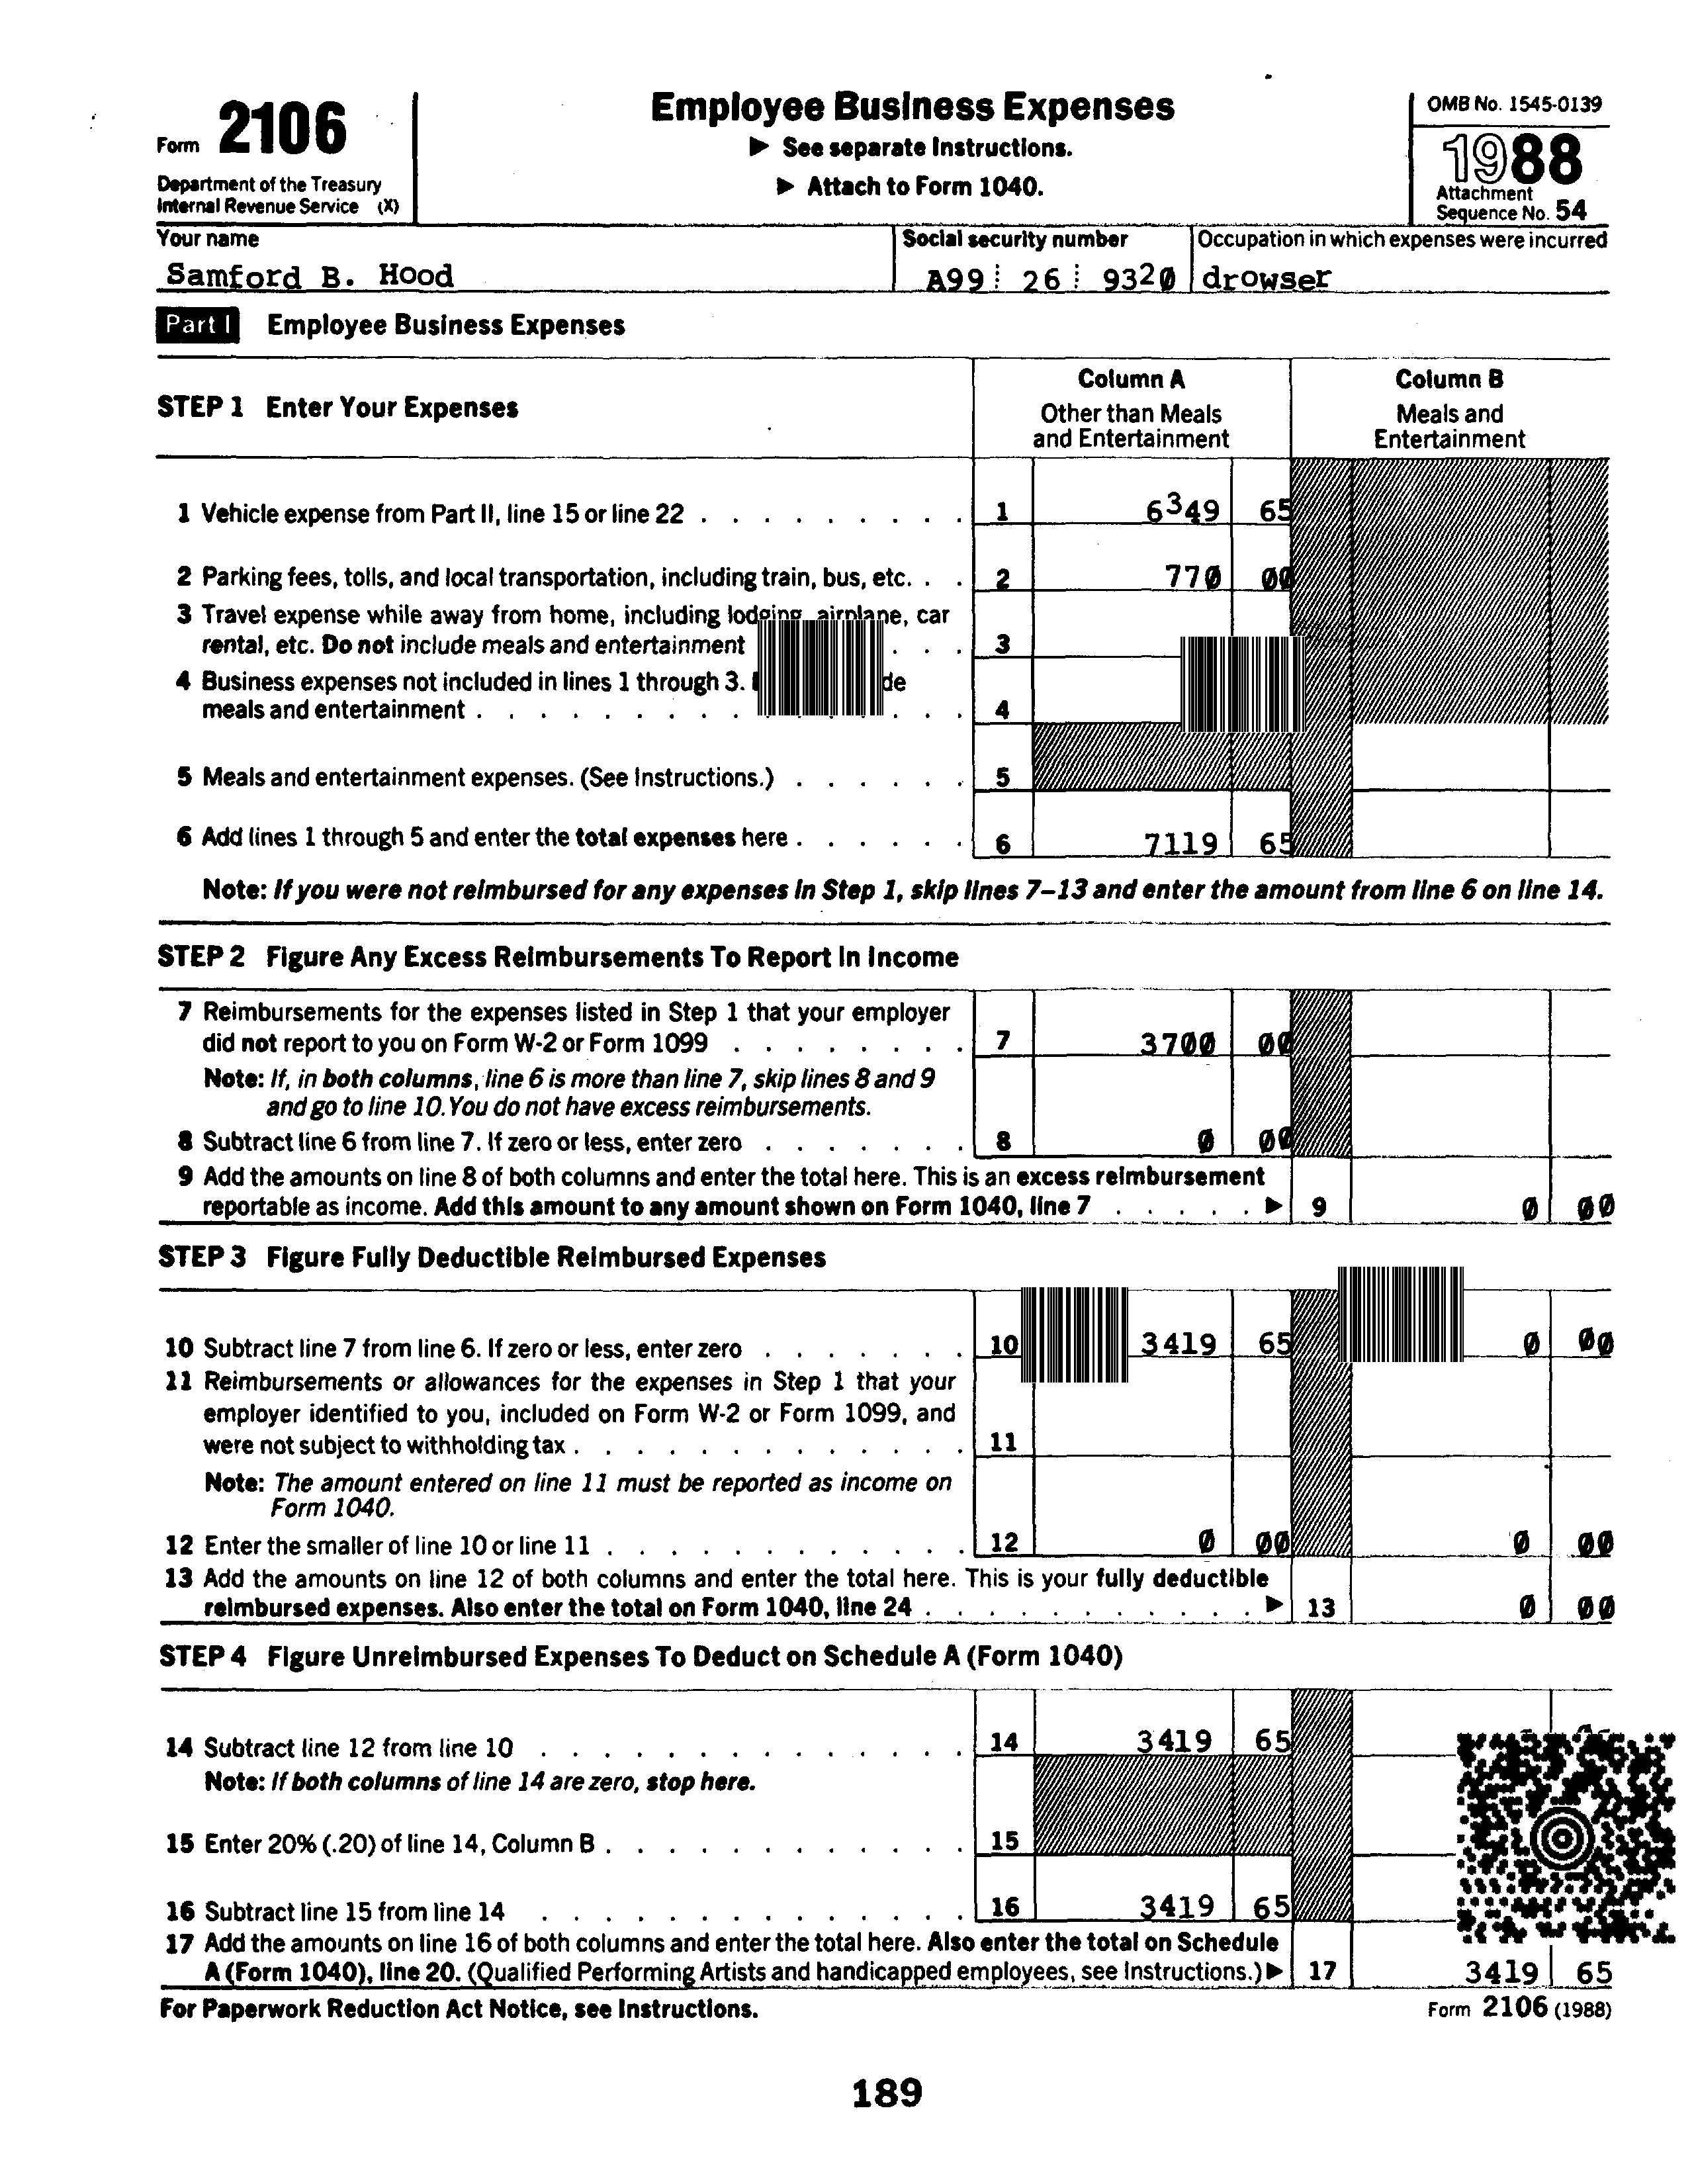 Form 2106
Department of the Treasury
Internal Revenue Service (X)
Employee Business Expenses
▶ See separate Instructions.
▶ Attach to Form 1040.
OMB No. 1545-0139
1988
Attachment
Sequence No. 54
Your name
Samford B. Hood
Social security number
A99 26 9320
Occupation in which expenses were incurred
drowser
Part I Employee Business Expenses
STEP 1 Enter Your Expenses
Column A
Other than Meals
and Entertainment
Column B
Meals and
Entertainment
1 Vehicle expense from Part II, line 15 or line 22 . . . . . . . . . 1 6349 65
2 Parking fees, tolls, and local transportation, including train, bus, etc. . . 2 770 00
3 Travel expense while away from home, including lodging, airplane, car
rental, etc. Do not include meals and entertainment . . . 3
4 Business expenses not included in lines 1 through 3.
meals and entertainment . . . . . . . . . . . . 4
5 Meals and entertainment expenses. (See Instructions.) . . . . . . 5
6 Add lines 1 through 5 and enter the total expenses here . . . . . . 6 7119 65
Note: If you were not reimbursed for any expenses in Step 1, skip lines 7–13 and enter the amount from line 6 on line 14.
STEP 2 Figure Any Excess Reimbursements To Report In Income
7 Reimbursements for the expenses listed in Step 1 that your employer
did not report to you on Form W-2 or Form 1099 . . . . . . . . 7 3700 00
Note: If, in both columns, line 6 is more than line 7, skip lines 8 and 9
and go to line 10. You do not have excess reimbursements.
8 Subtract line 6 from line 7. If zero or less, enter zero . . . . . . . 8 0 00
9 Add the amounts on line 8 of both columns and enter the total here. This is an excess reimbursement
reportable as income. Add this amount to any amount shown on Form 1040, line 7 . . . . . ▶ 9 0 00
STEP 3 Figure Fully Deductible Reimbursed Expenses
10 Subtract line 7 from line 6. If zero or less, enter zero . . . . . . . 10 3419 65 0 00
11 Reimbursements or allowances for the expenses in Step 1 that your
employer identified to you, included on Form W-2 or Form 1099, and
were not subject to withholding tax . . . . . . . . . . . . . 11
Note: The amount entered on line 11 must be reported as income on
Form 1040.
12 Enter the smaller of line 10 or line 11 . . . . . . . . . . . . 12 0 00 0 00
13 Add the amounts on line 12 of both columns and enter the total here. This is your fully deductible
reimbursed expenses. Also enter the total on Form 1040, line 24 . . . . . . . . . . . ▶ 13 0 00
STEP 4 Figure Unreimbursed Expenses To Deduct on Schedule A (Form 1040)
14 Subtract line 12 from line 10 . . . . . . . . . . . . . . 14 3419 65
Note: If both columns of line 14 are zero, stop here.
15 Enter 20% (.20) of line 14, Column B . . . . . . . . . . . . 15
16 Subtract line 15 from line 14 . . . . . . . . . . . . . . 16 3419 65
17 Add the amounts on line 16 of both columns and enter the total here. Also enter the total on Schedule
A (Form 1040), line 20. (Qualified Performing Artists and handicapped employees, see Instructions.) ▶ 17 3419 65
For Paperwork Reduction Act Notice, see Instructions.
Form 2106 (1988)
189